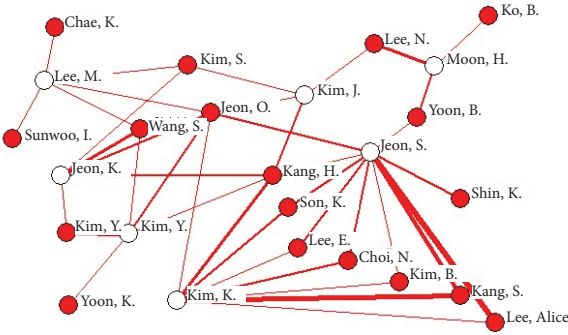 Ko, B.
Chae, K.
Lee, N.
Kim, S.
Moon, H.
Lee, M.
Kim, J.
Jeon, O.
Yoon, B.
Wang, S.
Sunwoo, I.
Jeon, S.
Jeon, K.
Kang, H.
Shin, K.
Son, K.
Kim, Y.
Kim, Y.
Lee, E.
Choi, N.
Kim, B.
Kang, S.
Yoon, K.
Kim, K.
Lee, Alice